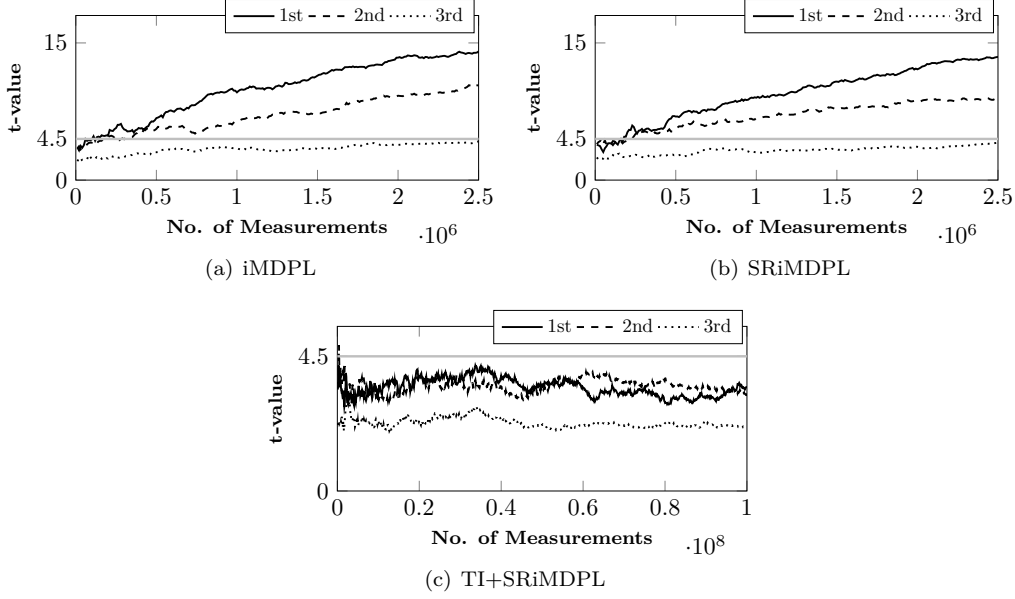 1st 2nd 3rd
1st 2nd 3rd
15
4.5
0
t-value
0 0.5 1 1.5 2 2.5
No. of Measurements
·10^6
(a) iMDPL
15
4.5
0
t-value
0 0.5 1 1.5 2 2.5
No. of Measurements
·10^6
(b) SRiMDPL
1st 2nd 3rd
4.5
0
t-value
0 0.2 0.4 0.6 0.8 1
No. of Measurements
·10^8
(c) TI+SRiMDPL